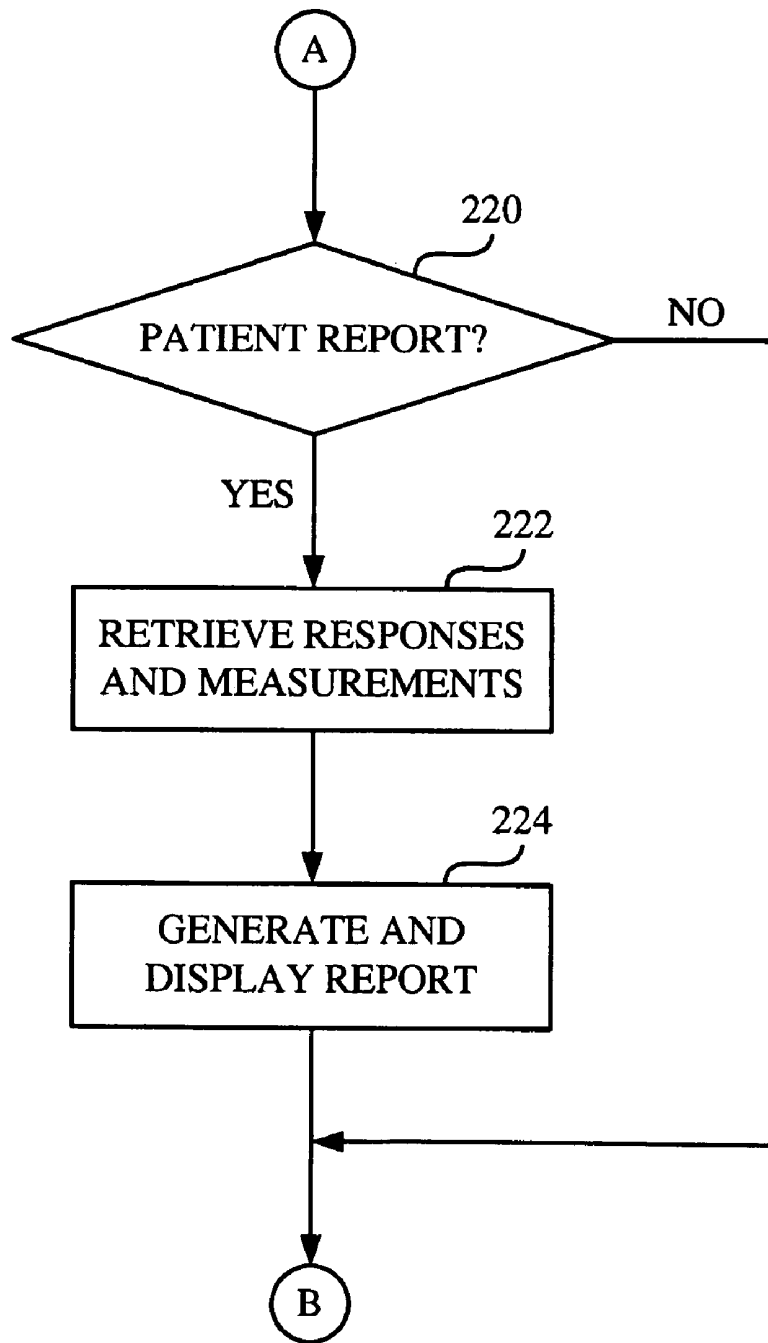 A
220
PATIENT REPORT?
NO
YES
222
RETRIEVE RESPONSES
AND MEASUREMENTS
224
GENERATE AND
DISPLAY REPORT
B